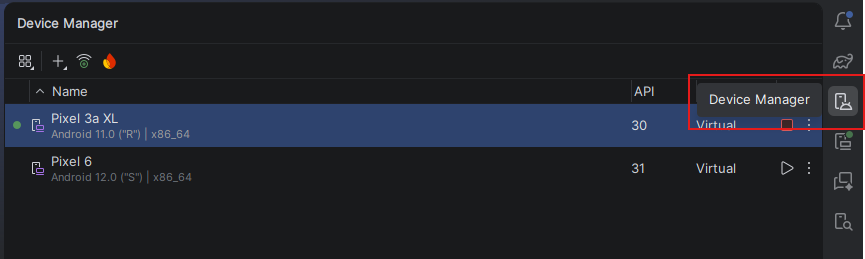 Device Manager
Name
API
Device Manager
Pixel 3a XL
Android 11.0 ("R") | x86_64
30
Virtual
Pixel 6
Android 12.0 ("S") | x86_64
31
Virtual